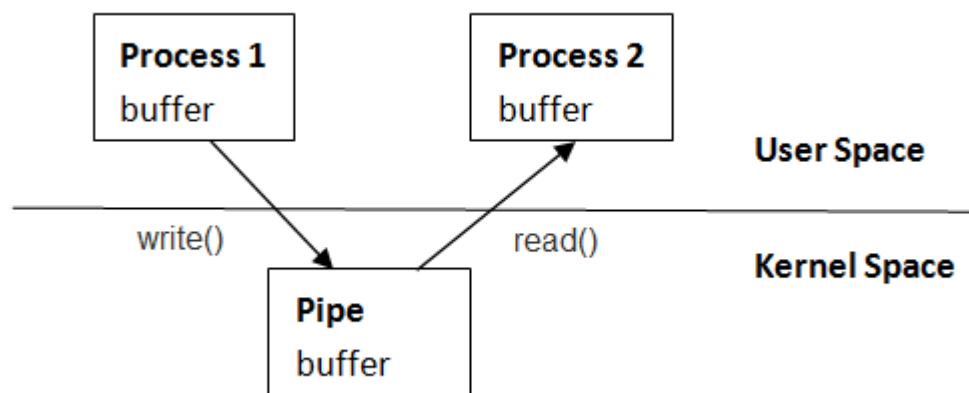 Process 1
buffer
Process 2
buffer
User Space
write()
read()
Kernel Space
Pipe
buffer